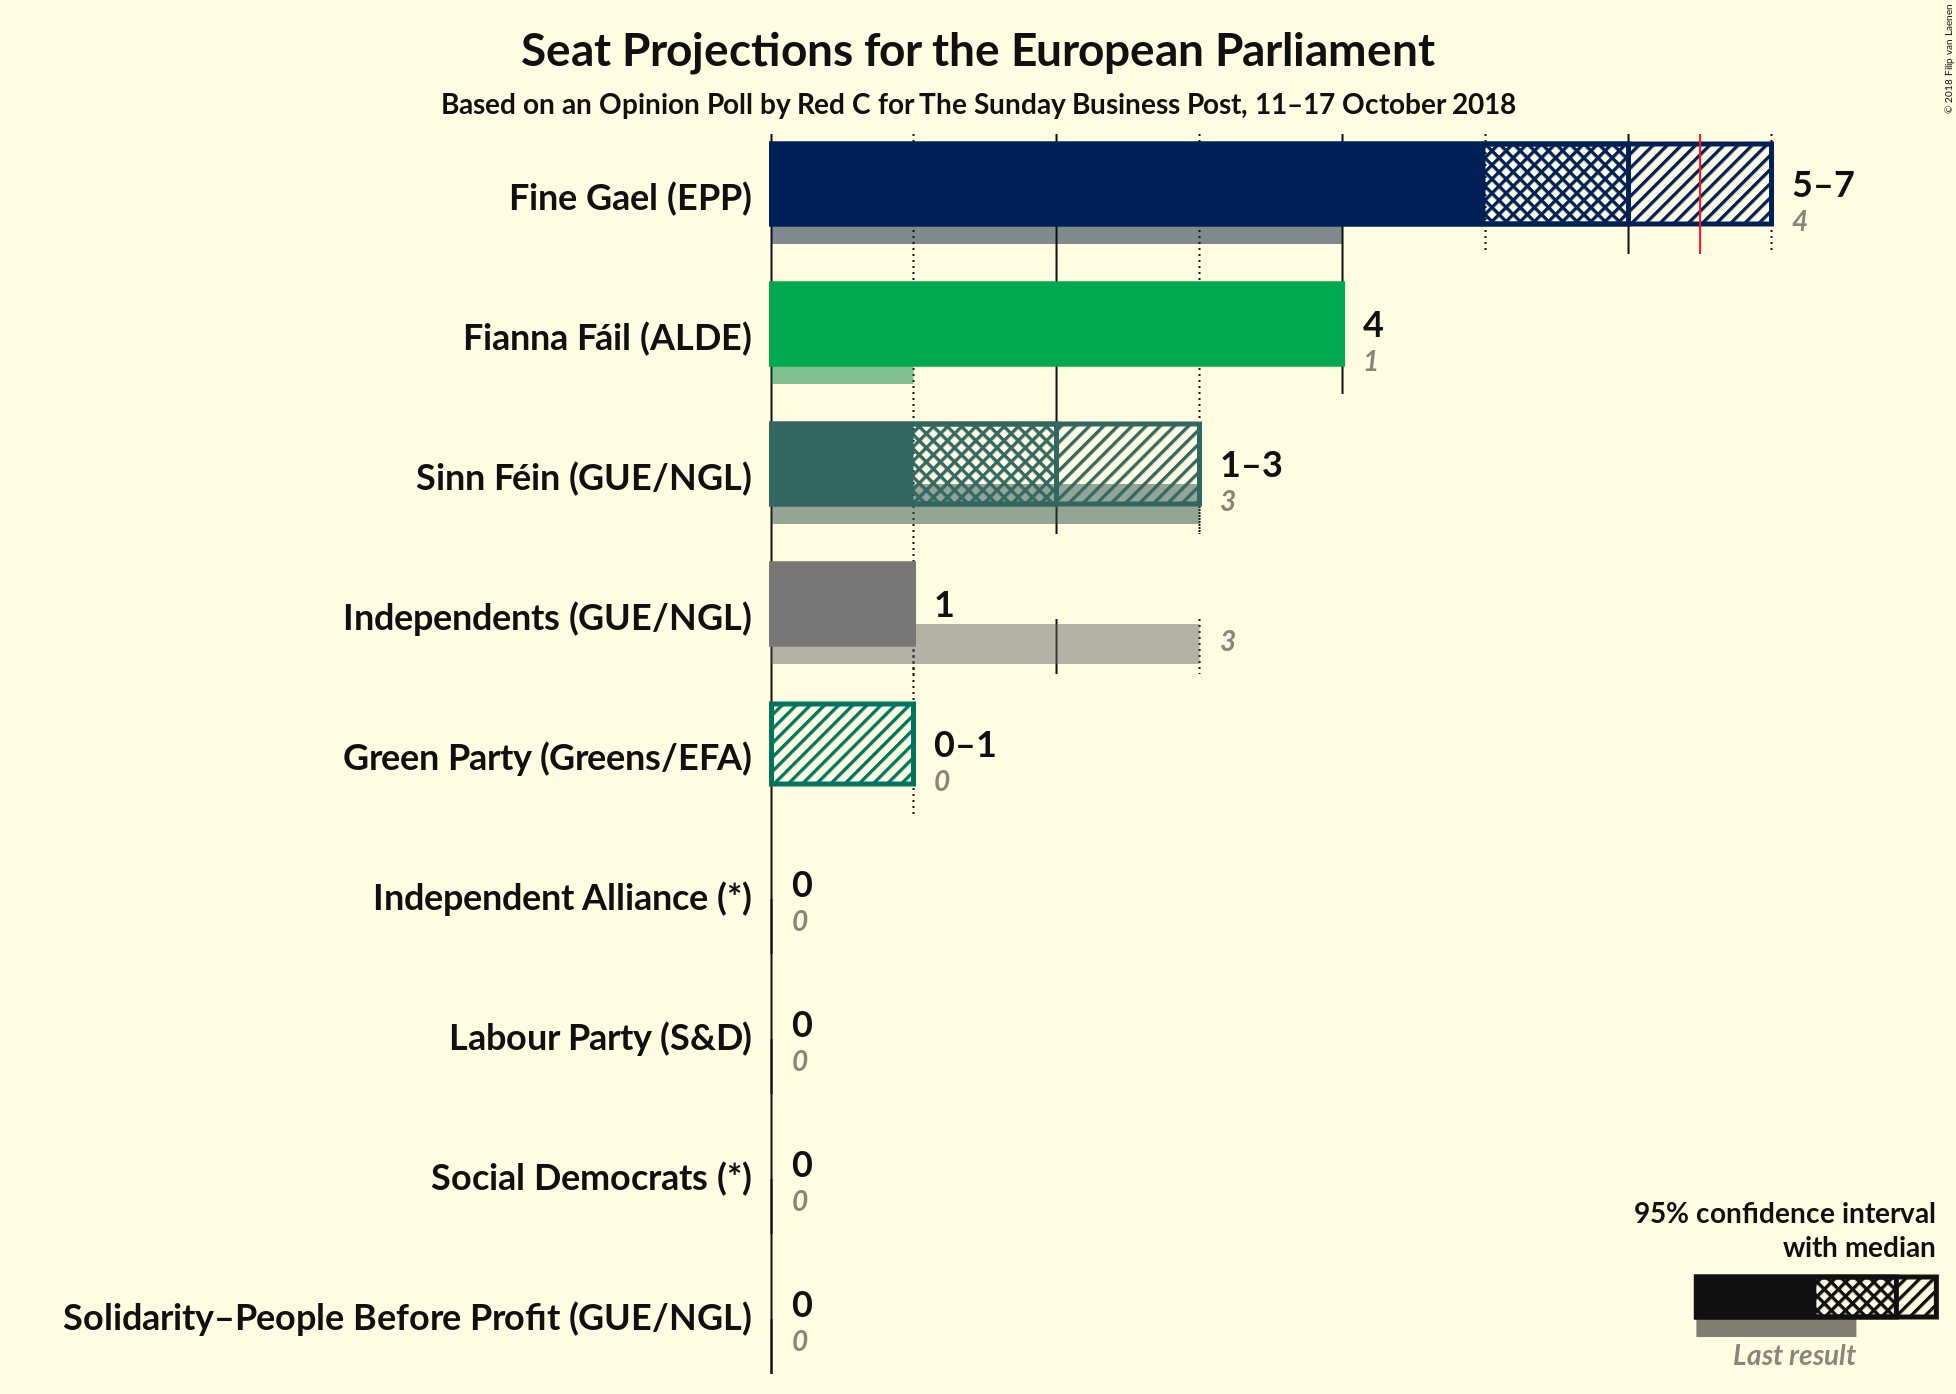 Seat Projections for the European Parliament
Based on an Opinion Poll by Red C for The Sunday Business Post, 11–17 October 2018
© 2018 Filip van Laenen
Fine Gael (EPP)
5–7
4
Fianna Fáil (ALDE)
4
1
Sinn Féin (GUE/NGL)
1–3
3
Independents (GUE/NGL)
1
3
Green Party (Greens/EFA)
0–1
0
Independent Alliance (*)
0
0
Labour Party (S&D)
0
0
Social Democrats (*)
0
0
Solidarity–People Before Profit (GUE/NGL)
0
0
95% confidence interval
with median
Last result